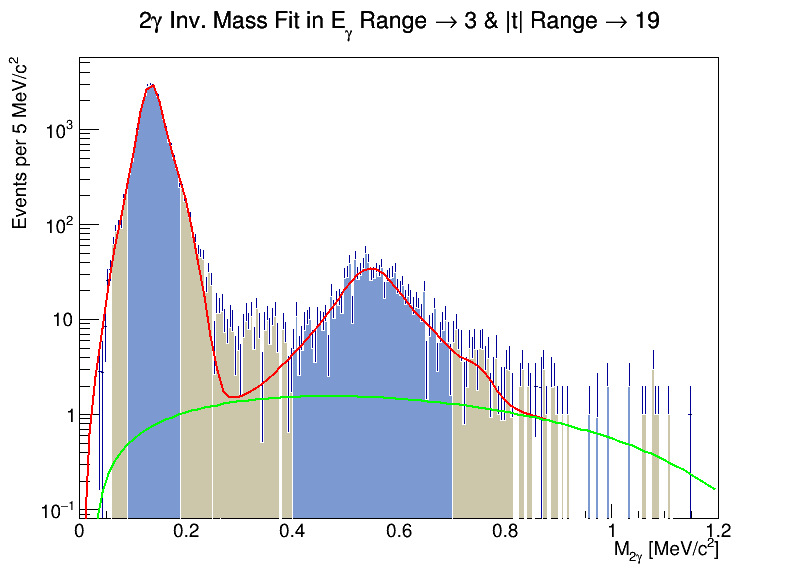 2γ Inv. Mass Fit in Eγ Range → 3 & |t| Range → 19
Events per 5 MeV/c²
10³
10²
10
1
10⁻¹
0 0.2 0.4 0.6 0.8 1 1.2
M2γ [MeV/c²]